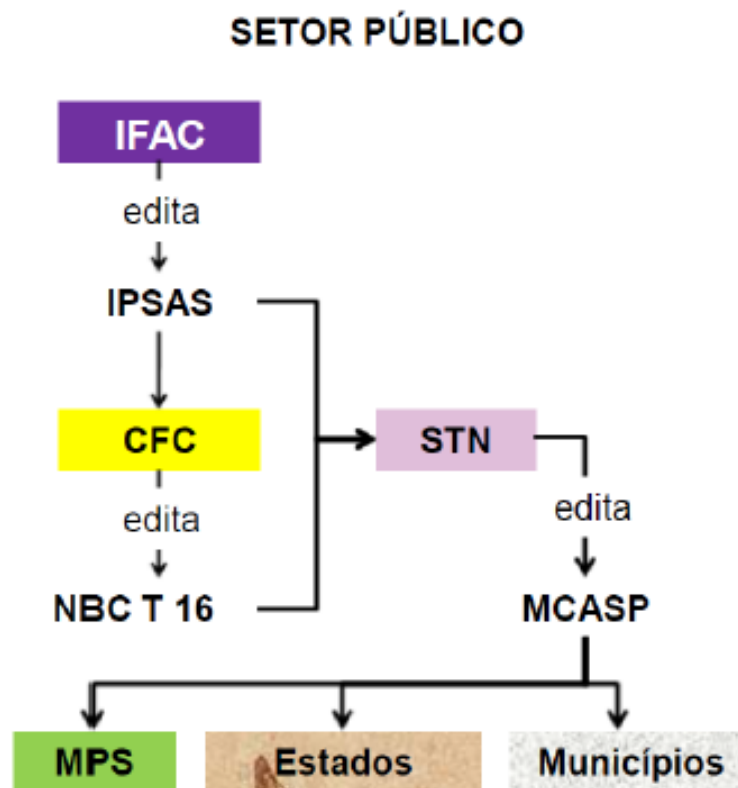 SETOR PÚBLICO
IFAC
edita
IPSAS
CFC
STN
edita
edita
NBC T 16
MCASP
MPS
Estados
Municípios